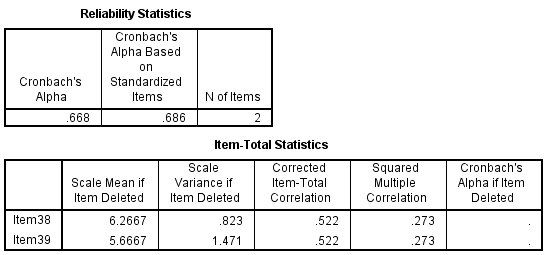 Reliability Statistics
Cronbach's
Alpha
Cronbach's
Alpha Based
on
Standardized
Items
N of Items
.668 .686 2
Item-Total Statistics
Scale Mean if
Item Deleted
Scale
Variance if
Item Deleted
Corrected
Item-Total
Correlation
Squared
Multiple
Correlation
Cronbach's
Alpha if Item
Deleted
Item38 6.2667 .823 .522 .273 .
Item39 5.6667 1.471 .522 .273 .